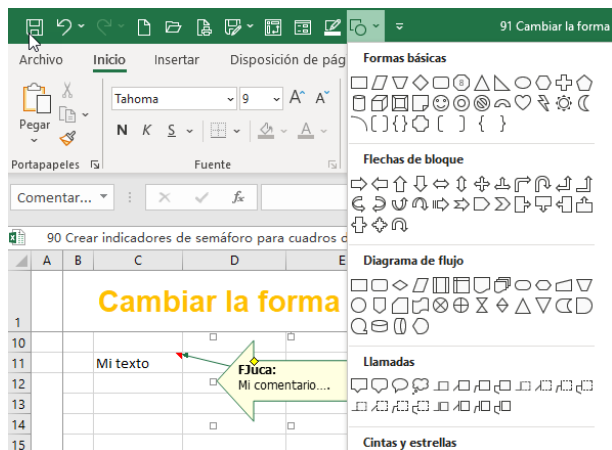 91 Cambiar la forma
Archivo Inicio Insertar Disposición de pág
Pegar
Tahoma 9 A A
N K S A
Portapapeles Fuente
Comentar... fx
90 Crear indicadores de semáforo para cuadros d
A B C D E
1 Cambiar la forma
10
11 Mi texto FJuca:
12 Mi comentario....
13
14
15
Formas básicas
Flechas de bloque
Diagrama de flujo
Llamadas
Cintas y estrellas